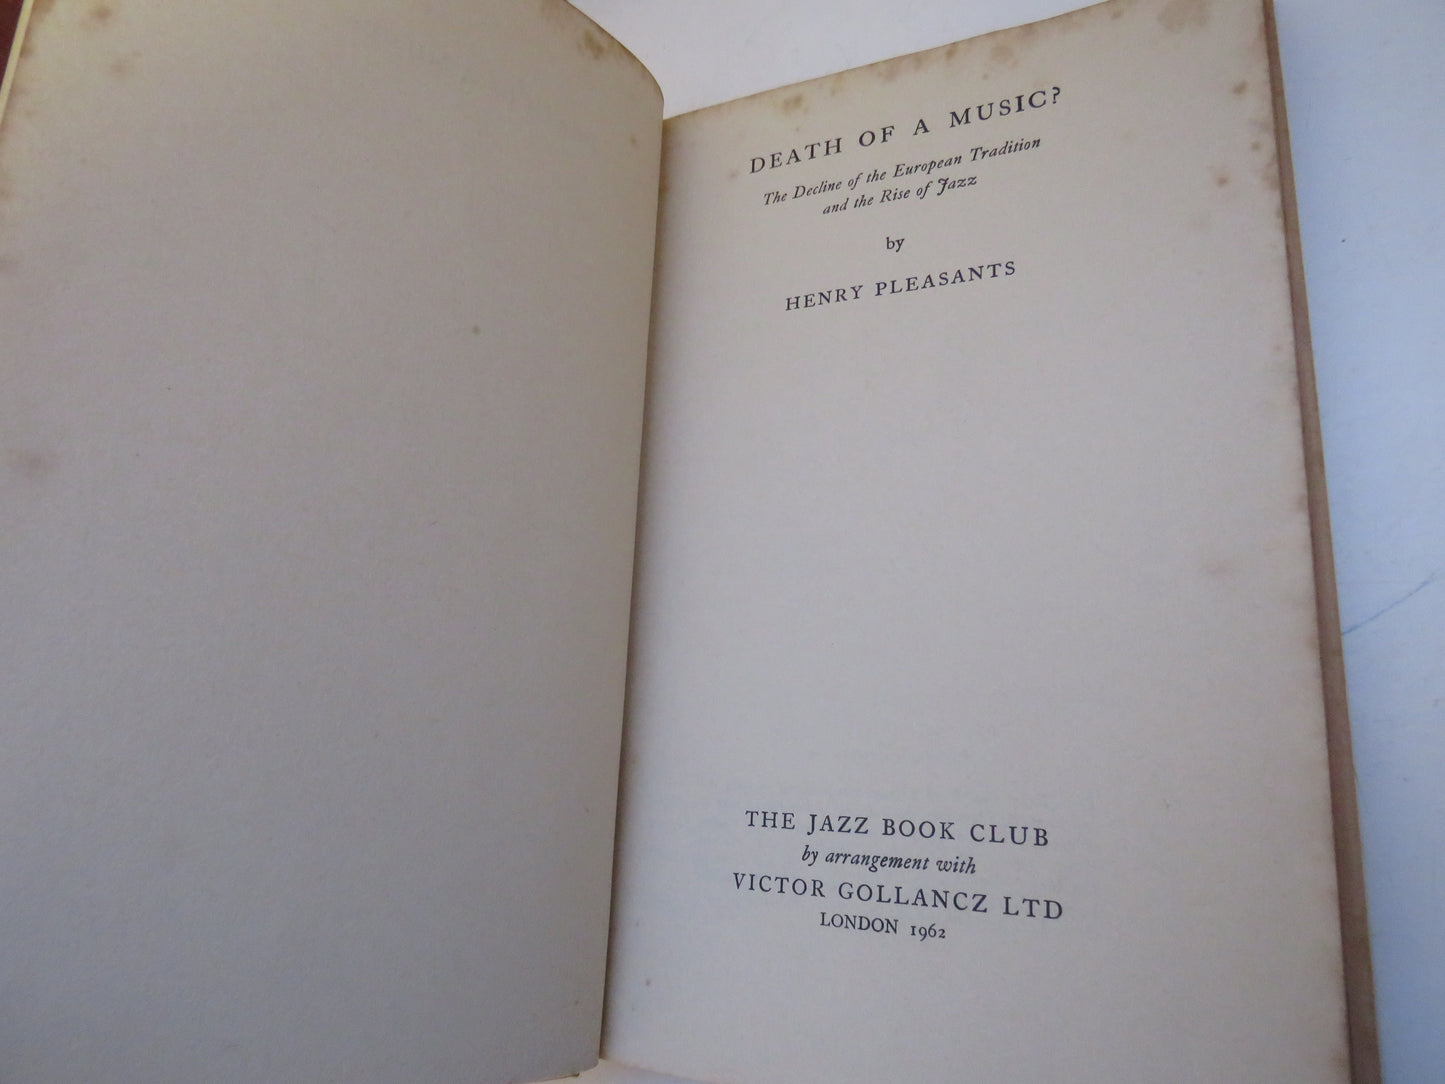 DEATH OF A MUSIC?
The Decline of the European Tradition
and the Rise of Jazz
by
HENRY PLEASANTS
THE JAZZ BOOK CLUB
by arrangement with
VICTOR GOLLANCZ LTD
LONDON 1962